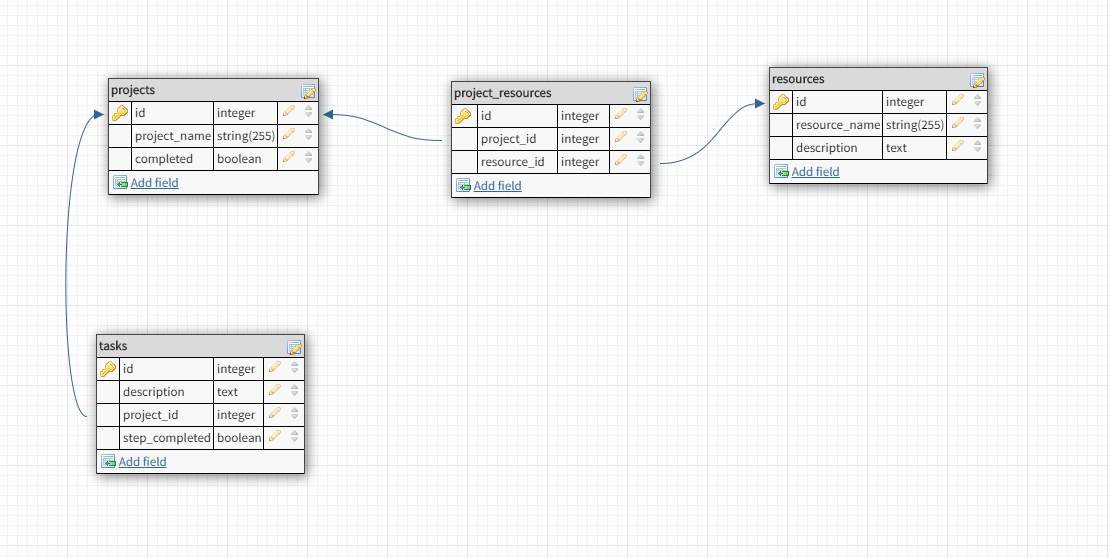 projects
id integer
project_name string(255)
completed boolean
Add field
project_resources
id integer
project_id integer
resource_id integer
Add field
resources
id integer
resource_name string(255)
description text
Add field
tasks
id integer
description text
project_id integer
step_completed boolean
Add field